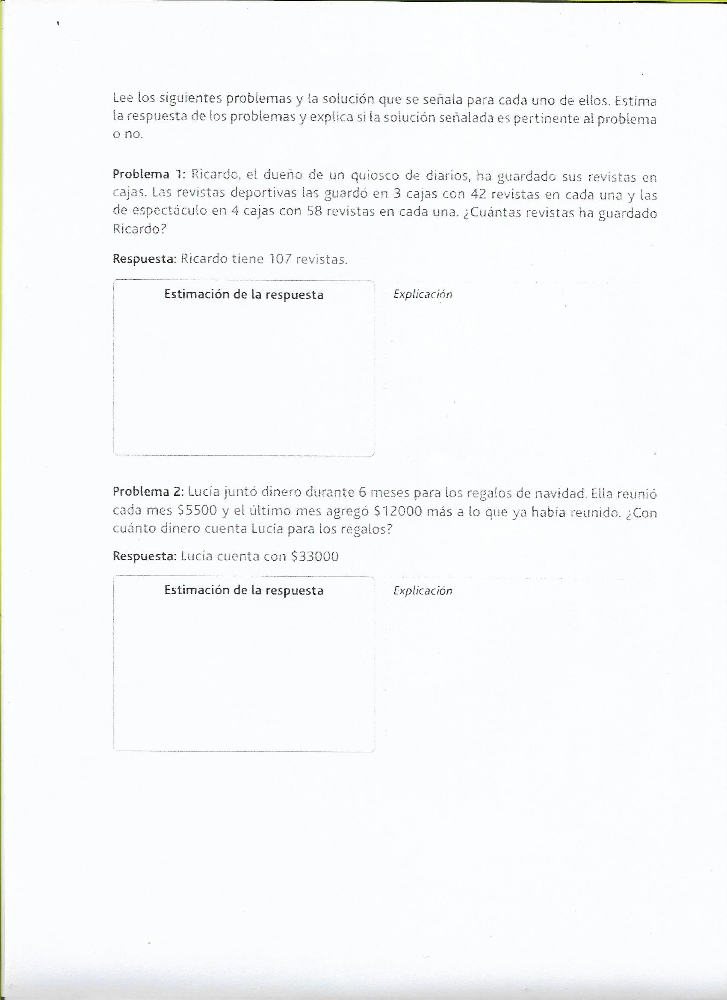 Lee los siguientes problemas y la solución que se señala para cada uno de ellos. Estima
la respuesta de los problemas y explica si la solución señalada es pertinente al problema
o no.
Problema 1: Ricardo, el dueño de un quiosco de diarios, ha guardado sus revistas en
cajas. Las revistas deportivas las guardó en 3 cajas con 42 revistas en cada una y las
de espectáculo en 4 cajas con 58 revistas en cada una. ¿Cuántas revistas ha guardado
Ricardo?
Respuesta: Ricardo tiene 107 revistas.
Estimación de la respuesta
Explicación
Problema 2: Lucía juntó dinero durante 6 meses para los regalos de navidad. Ella reunió
cada mes $5500 y el último mes agregó $12000 más a lo que ya había reunido. ¿Con
cuánto dinero cuenta Lucía para los regalos?
Respuesta: Lucía cuenta con $33000
Estimación de la respuesta
Explicación